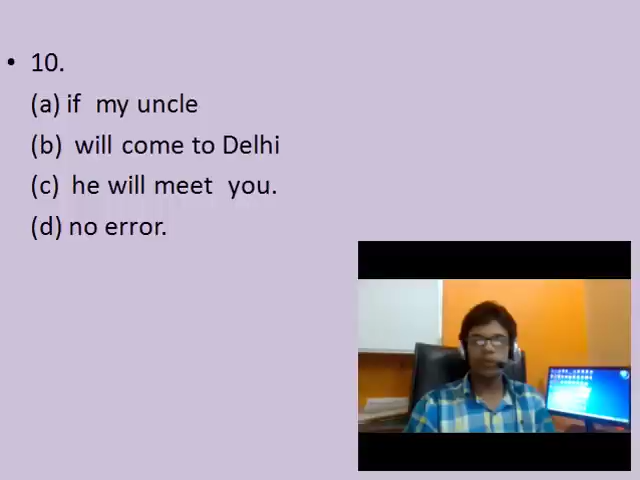 • 10.
(a) if my uncle
(b) will come to Delhi
(c) he will meet you.
(d) no error.